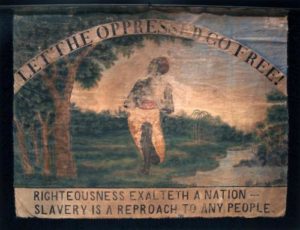 LET THE OPPRESSED GO FREE!
RIGHTEOUSNESS EXALTETH A NATION —
SLAVERY IS A REPROACH TO ANY PEOPLE.